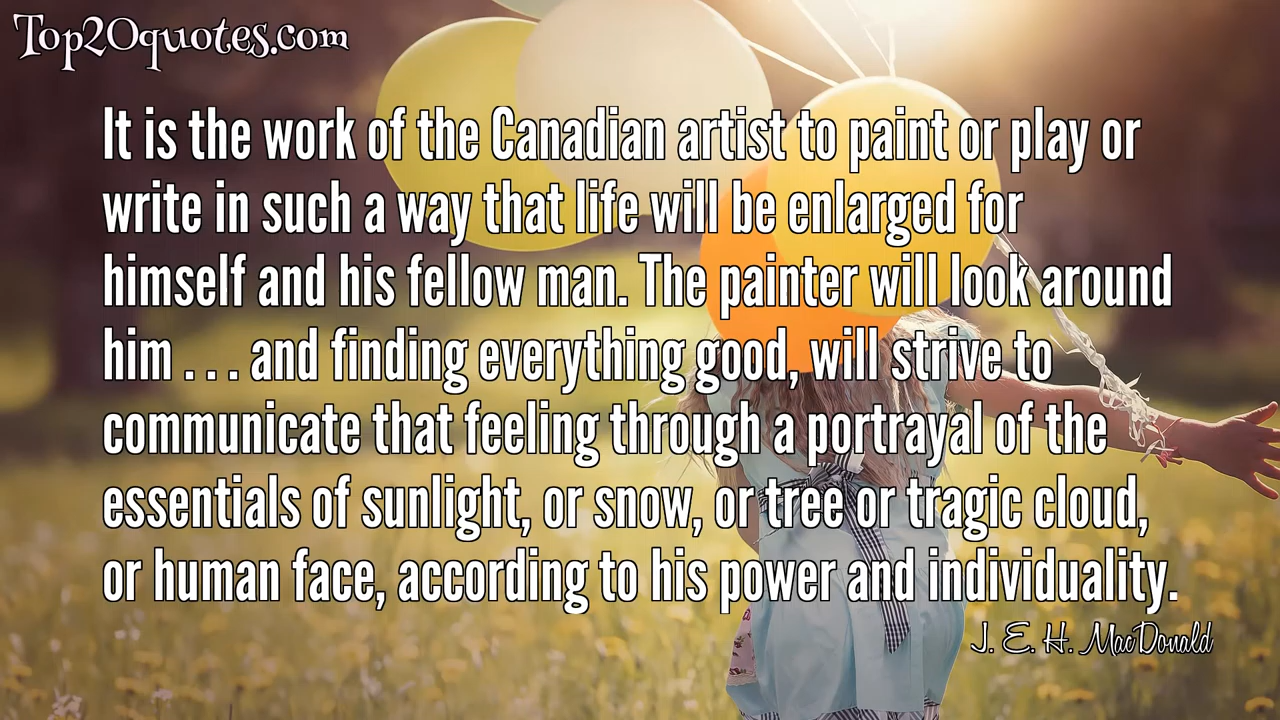 Top20quotes.com
It is the work of the Canadian artist to paint or play or
write in such a way that life will be enlarged for
himself and his fellow man. The painter will look around
him . . . and finding everything good, will strive to
communicate that feeling through a portrayal of the
essentials of sunlight, or snow, or tree or tragic cloud,
or human face, according to his power and individuality.
J. E. H. MacDonald